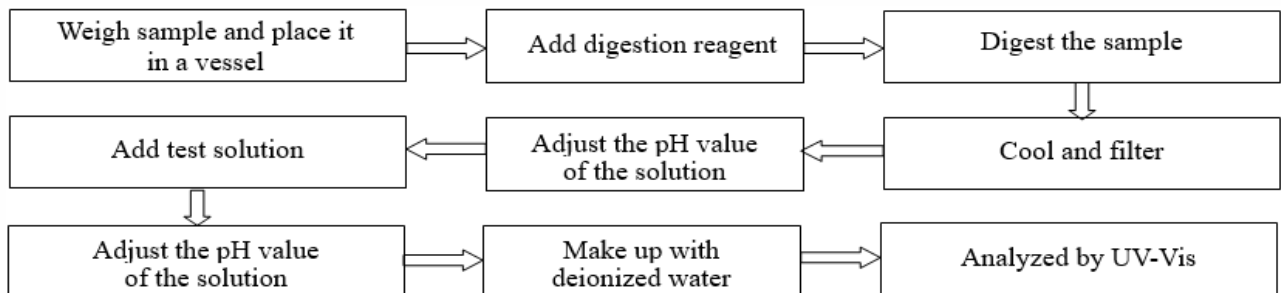 Weigh sample and place it
in a vessel
Add digestion reagent
Digest the sample
Cool and filter
Adjust the pH value
of the solution
Add test solution
Adjust the pH value
of the solution
Make up with
deionized water
Analyzed by UV-Vis